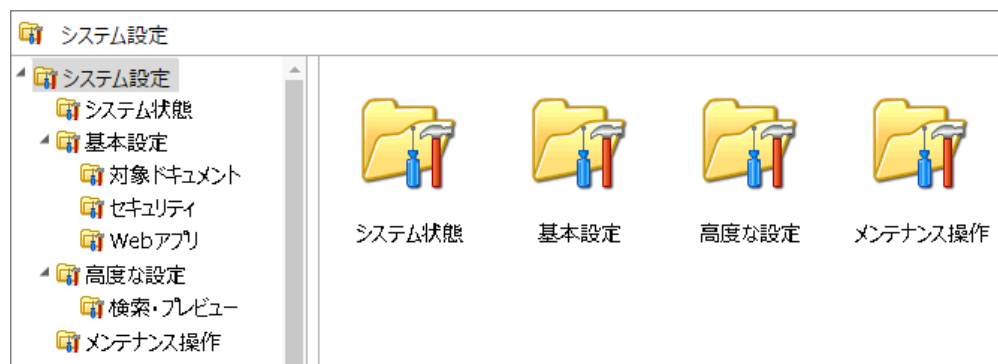 システム設定
システム設定
システム状態
基本設定
対象ドキュメント
セキュリティ
Webアプリ
高度な設定
検索・プレビュー
メンテナンス操作
システム状態
基本設定
高度な設定
メンテナンス操作